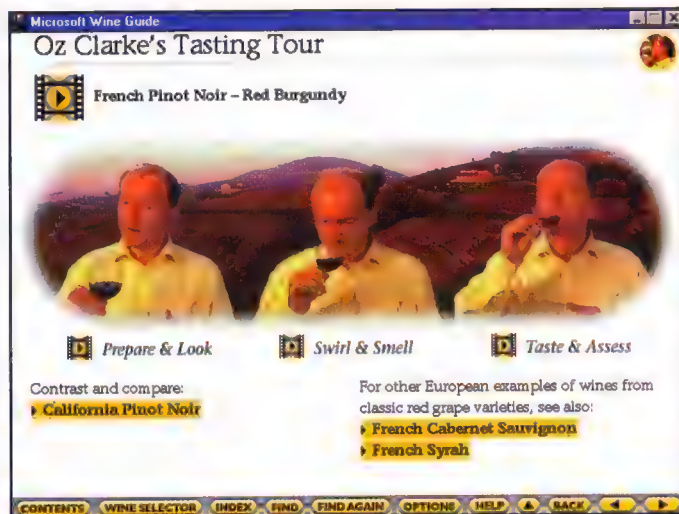 Microsoft Wine Guide
Oz Clarke's Tasting Tour
French Pinot Noir – Red Burgundy
Prepare & Look
Swirl & Smell
Taste & Assess
Contrast and compare:
California Pinot Noir
For other European examples of wines from
classic red grape varieties, see also:
French Cabernet Sauvignon
French Syrah
CONTENTS WINE SELECTOR INDEX FIND FIND AGAIN OPTIONS HELP BACK